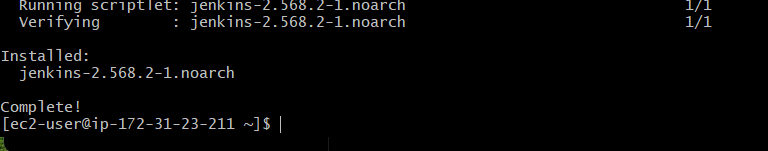 Running scriptlet: jenkins-2.568.2-1.noarch 1/1
Verifying : jenkins-2.568.2-1.noarch 1/1
Installed:
jenkins-2.568.2-1.noarch
Complete!
[ec2-user@ip-172-31-23-211 ~]$